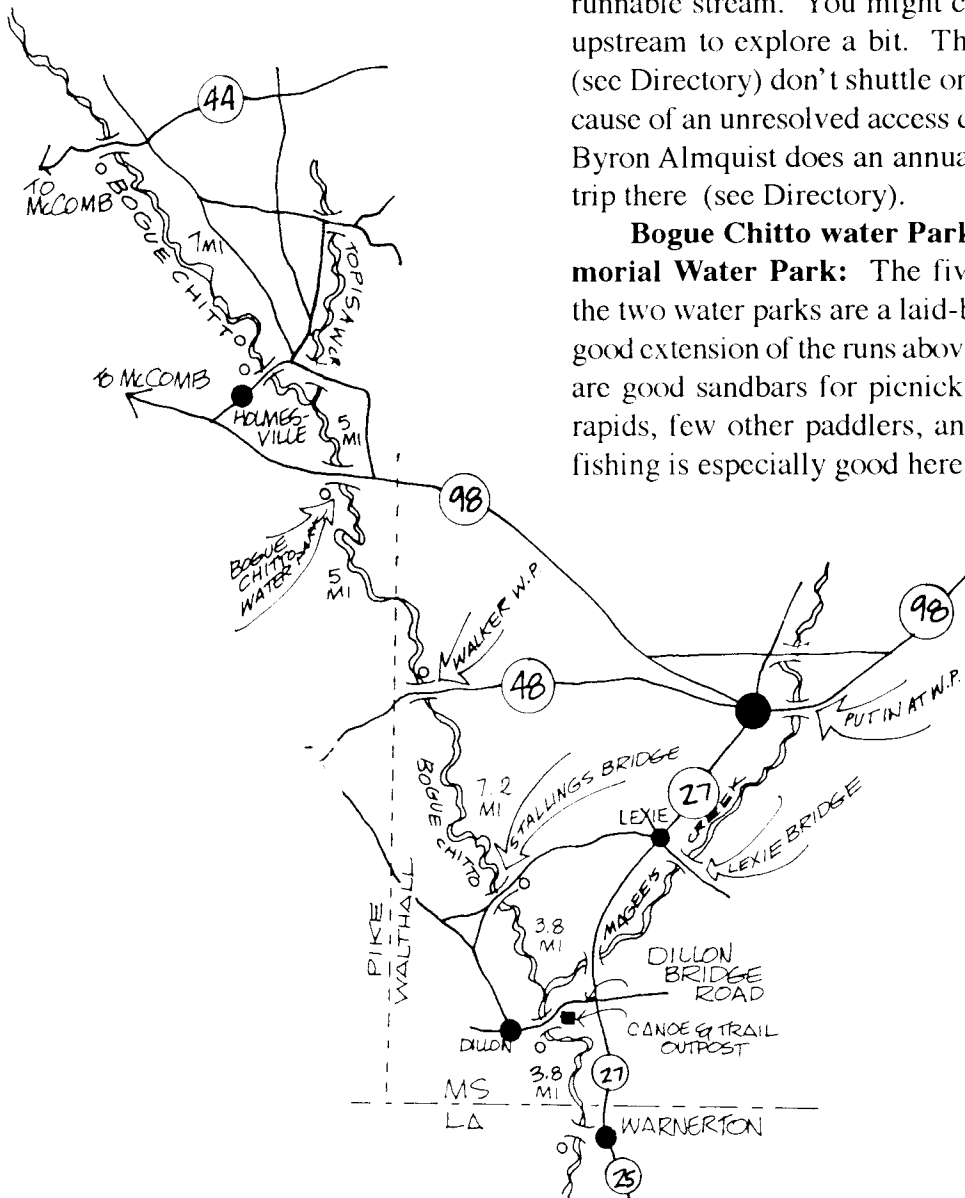 runnable stream. You might c
upstream to explore a bit. Th
(see Directory) don't shuttle on
cause of an unresolved access c
Byron Almquist does an annua
trip there (see Directory).
Bogue Chitto water Park
morial Water Park: The fiv
the two water parks are a laid-b
good extension of the runs above
are good sandbars for picnick
rapids, few other paddlers, an
fishing is especially good here
44
TO
McCOMB
BOGUE CHITTO
7 MI
TOPISAW CR
TO McCOMB
HOLMES-
VILLE
5
MI
98
BOGUE
CHITTO
WATER PARK
5
MI
WALKER W.P.
98
48
PUT IN AT W.P.
BOGUE CHITTO
7.2
MI
STALLINGS BRIDGE
27
LEXIE
LEXIE BRIDGE
MAGEE'S CREEK
PIKE
WALTHALL
3.8
MI
DILLON
BRIDGE
ROAD
DILLON
CANOE & TRAIL
OUTPOST
3.8
MI
27
MS
LA
WARNERTON
25